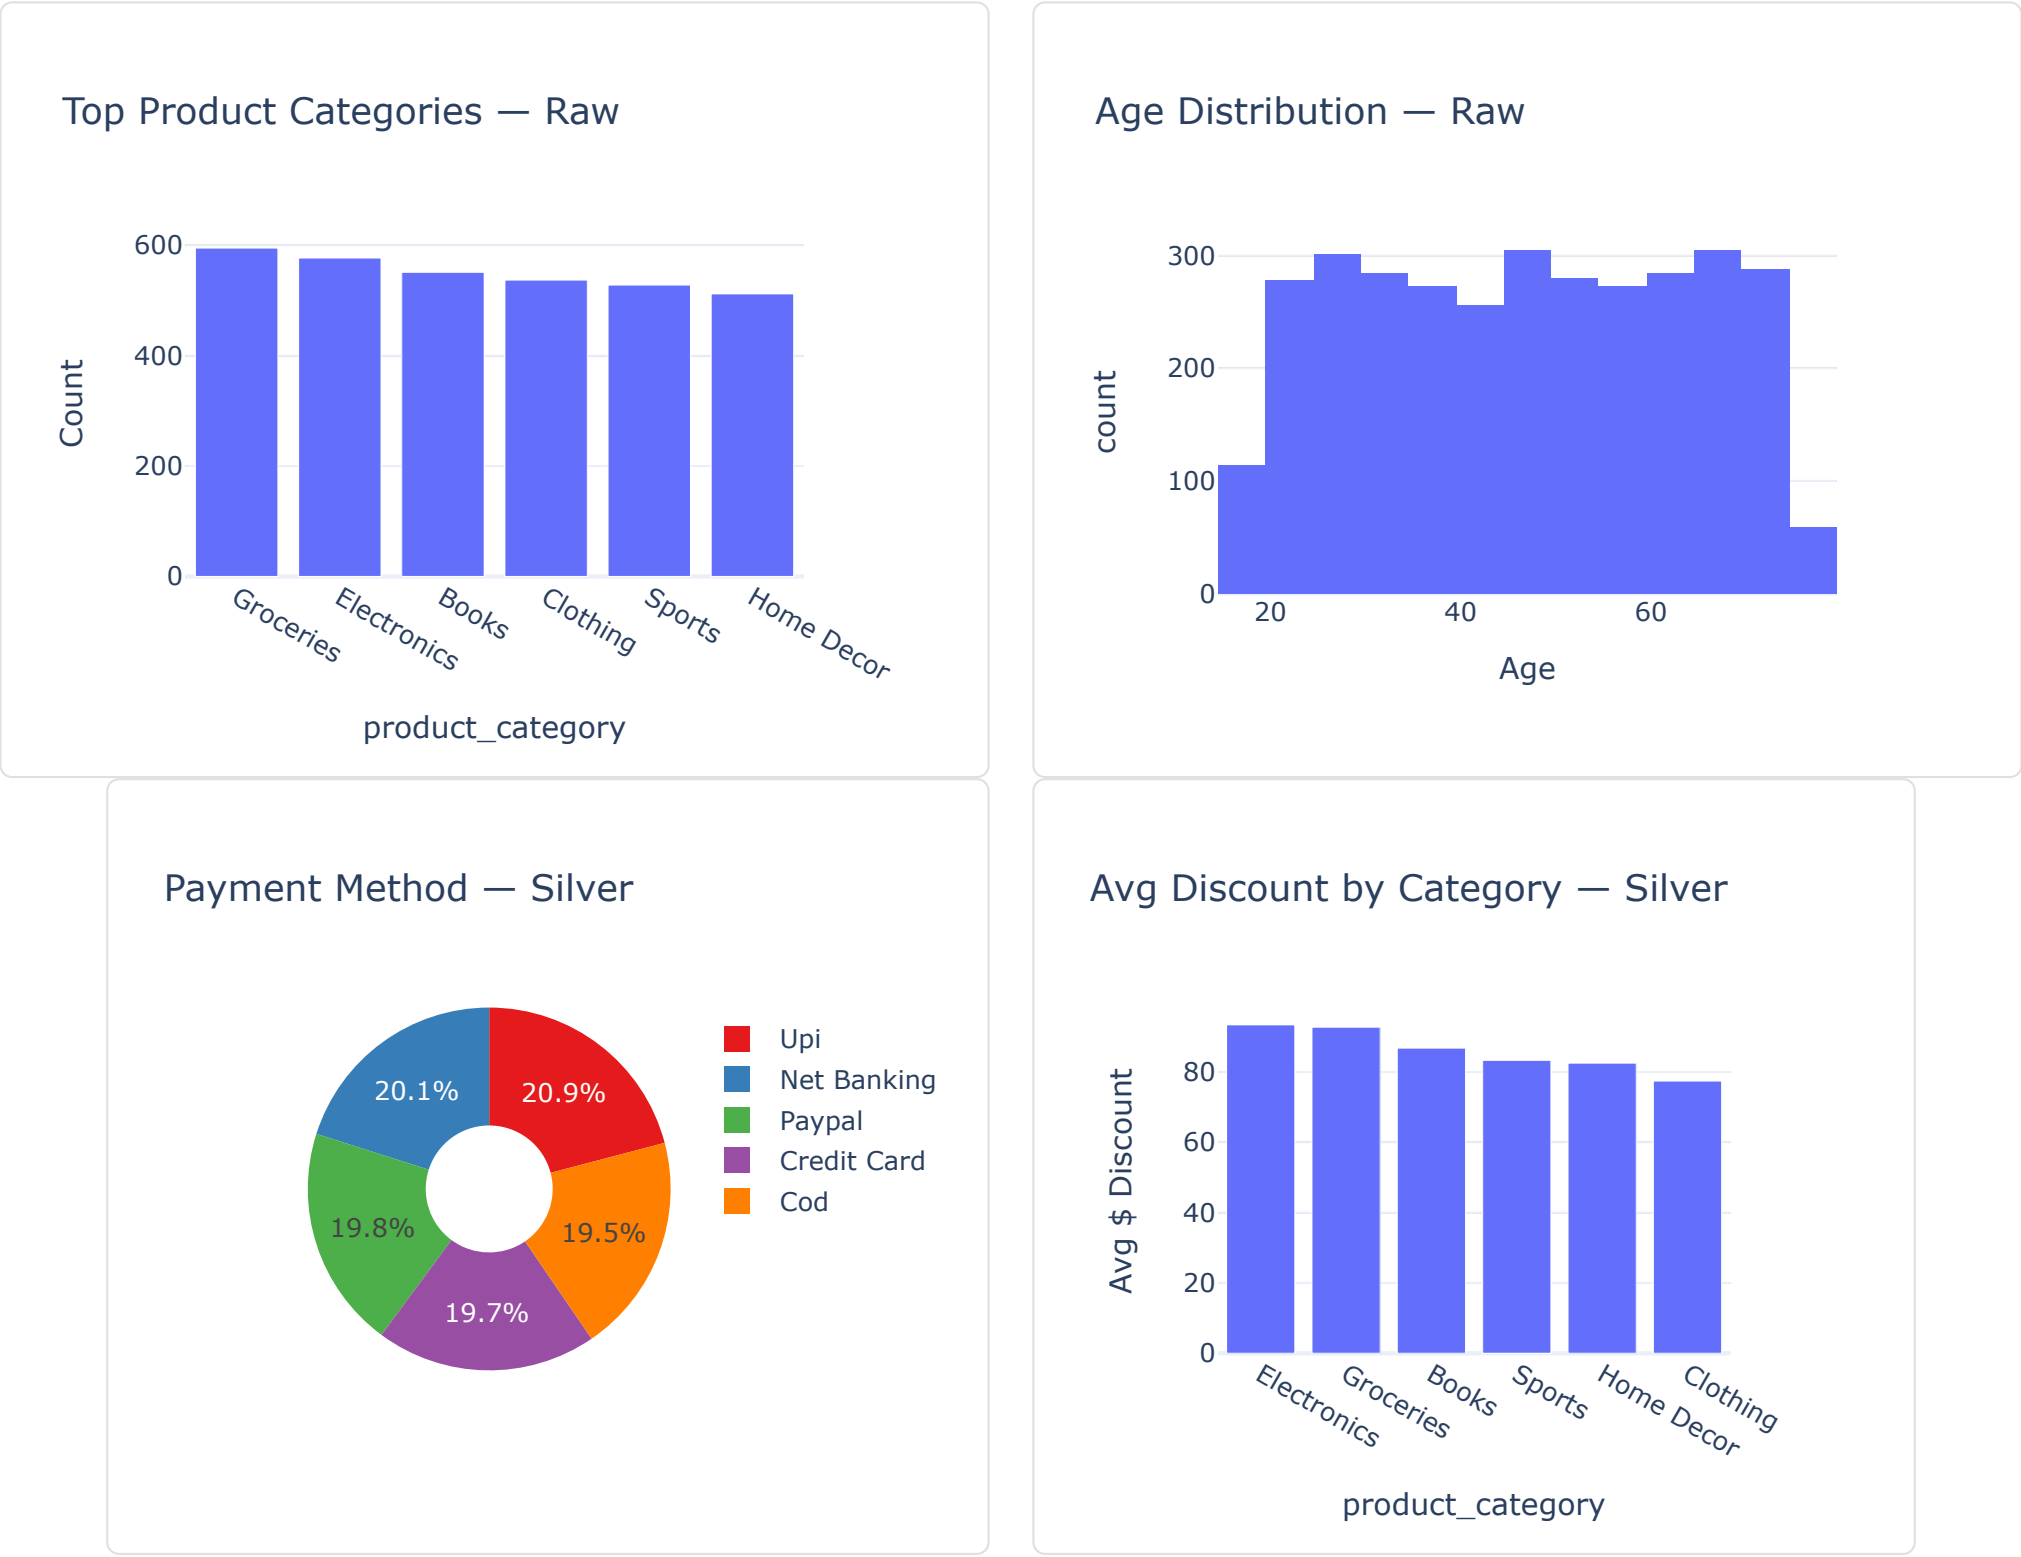 Top Product Categories — Raw
600
400
200
0
Count
Groceries
Electronics
Books
Clothing
Sports
Home Decor
product_category
Age Distribution — Raw
300
200
100
0
count
20
40
60
Age
Payment Method — Silver
20.1%
20.9%
19.8%
19.5%
19.7%
Upi
Net Banking
Paypal
Credit Card
Cod
Avg Discount by Category — Silver
80
60
40
20
0
Avg $ Discount
Electronics
Groceries
Books
Sports
Home Decor
Clothing
product_category